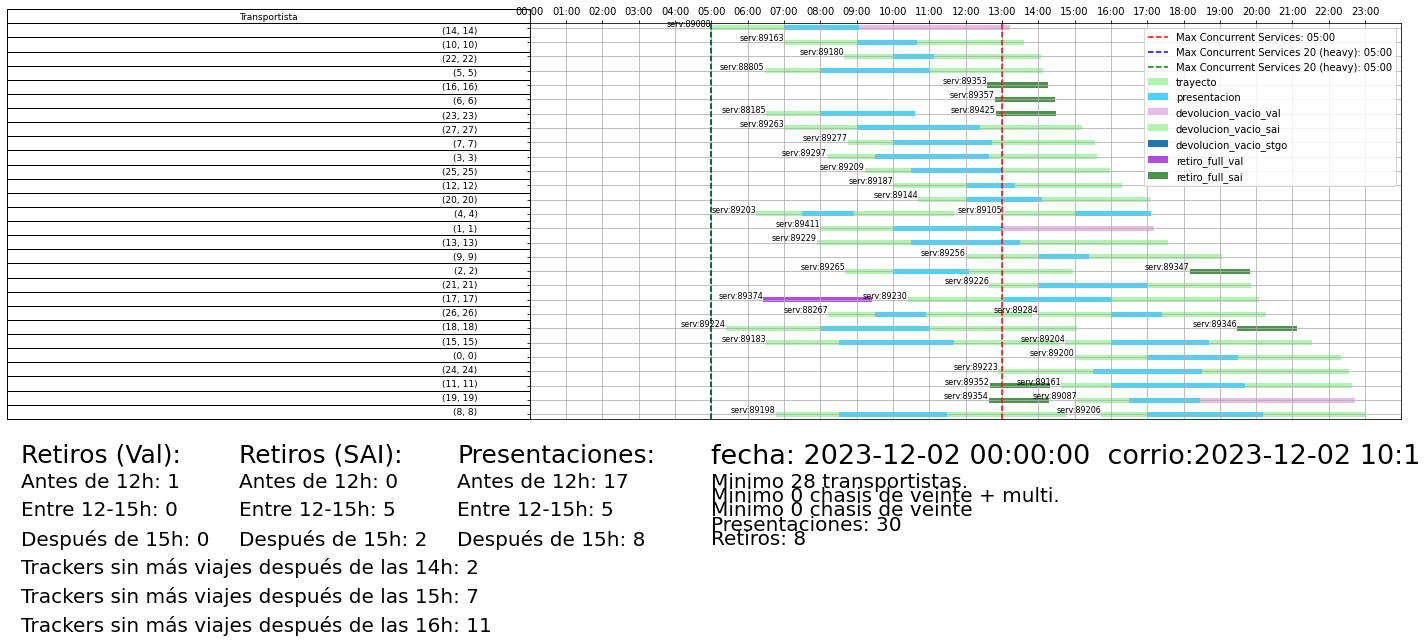 Transportista
00:00 01:00 02:00 03:00 04:00 05:00 06:00 07:00 08:00 09:00 10:00 11:00 12:00 13:00 14:00 15:00 16:00 17:00 18:00 19:00 20:00 21:00 22:00 23:00
(14, 14) serv:89088
(10, 10) serv:89163
(22, 22) serv:89180
(5, 5) serv:88805
(16, 16) serv:89353
(6, 6) serv:89357
(23, 23) serv:88185 serv:89425
(27, 27) serv:89263
(7, 7) serv:89277
(3, 3) serv:89297
(25, 25) serv:89209
(12, 12) serv:89187
(20, 20) serv:89144
(4, 4) serv:89203 serv:89105
(1, 1) serv:89411
(13, 13) serv:89229
(9, 9) serv:89256
(2, 2) serv:89265 serv:89347
(21, 21) serv:89226
(17, 17) serv:89374 serv:89230
(26, 26) serv:88267 serv:89284
(18, 18) serv:89224 serv:89346
(15, 15) serv:89183 serv:89204
(0, 0) serv:89200
(24, 24) serv:89223
(11, 11) serv:89352 serv:89161
(19, 19) serv:89354 serv:89087
(8, 8) serv:89198 serv:89206
Max Concurrent Services: 05:00
Max Concurrent Services 20 (heavy): 05:00
Max Concurrent Services 20 (heavy): 05:00
trayecto
presentacion
devolucion_vacio_val
devolucion_vacio_sai
devolucion_vacio_stgo
retiro_full_val
retiro_full_sai
Retiros (Val):
Antes de 12h: 1
Entre 12-15h: 0
Después de 15h: 0
Retiros (SAI):
Antes de 12h: 0
Entre 12-15h: 5
Después de 15h: 2
Presentaciones:
Antes de 12h: 17
Entre 12-15h: 5
Después de 15h: 8
Trackers sin más viajes después de las 14h: 2
Trackers sin más viajes después de las 15h: 7
Trackers sin más viajes después de las 16h: 11
fecha: 2023-12-02 00:00:00 corrio:2023-12-02 10:1
Minimo 28 transportistas.
Minimo 0 chasis de veinte + multi.
Minimo 0 chasis de veinte
Presentaciones: 30
Retiros: 8